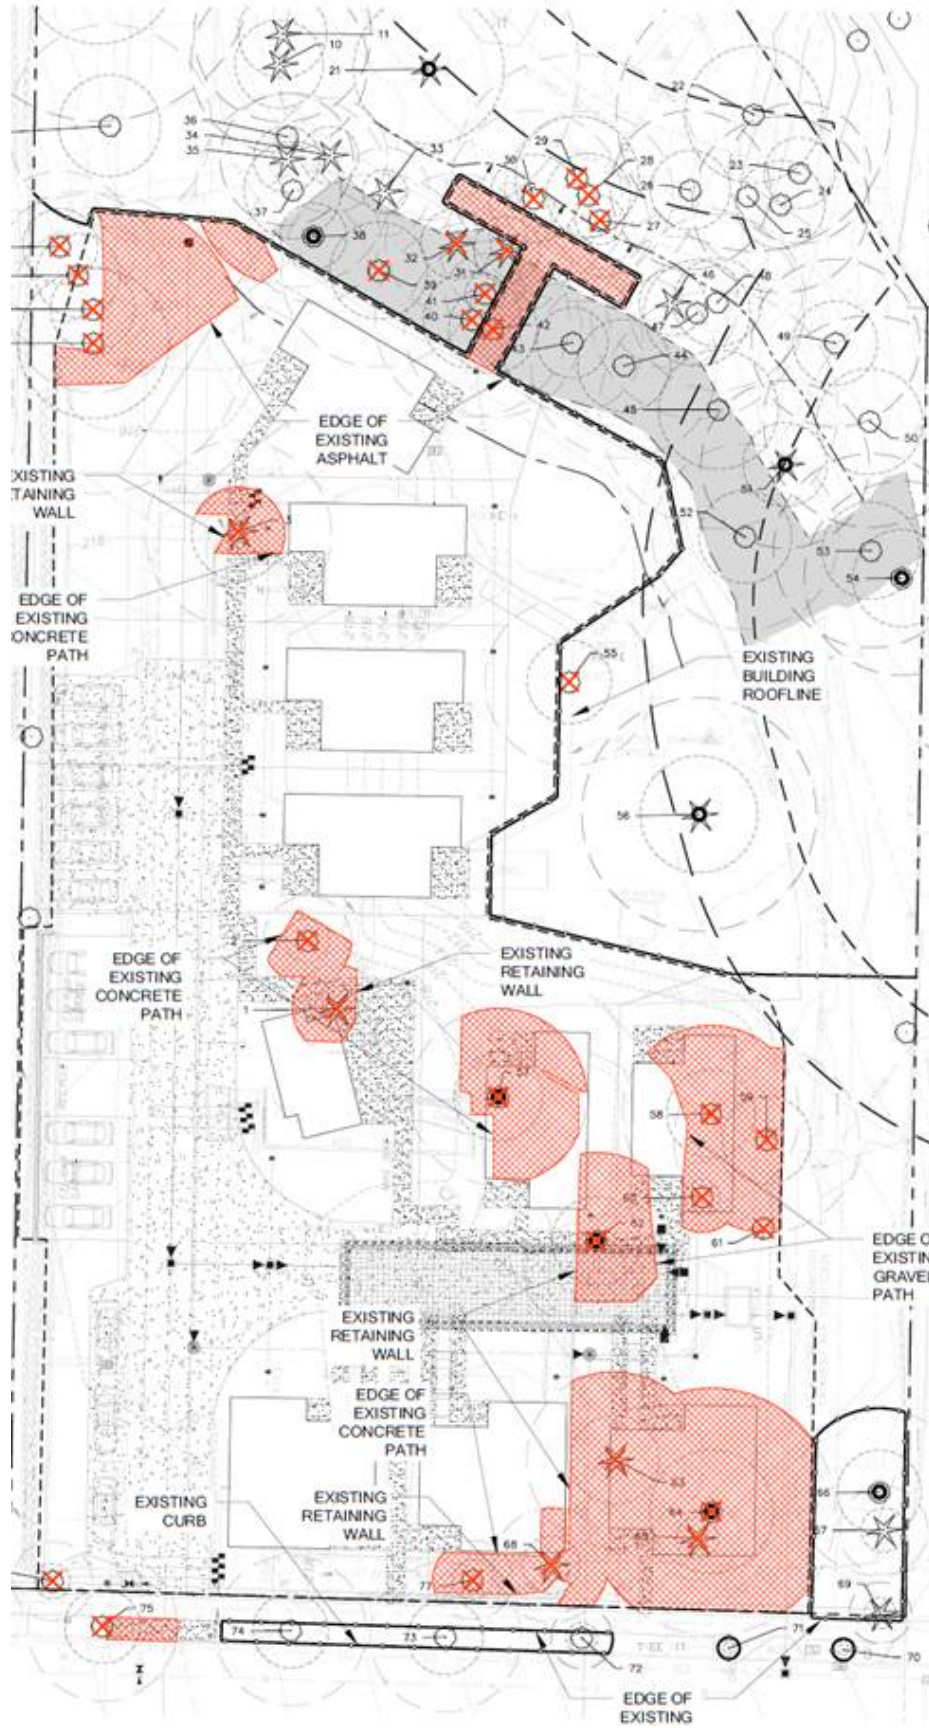 11
10
21
22
36
34
35
33
29
30
28
23
26
24
25
27
37
38
32
31
46
48
39
41
47
40
42
49
43
44
45
50
EDGE OF
EXISTING
ASPHALT
EXISTING
RETAINING
WALL
51
52
53
54
EDGE OF
EXISTING
CONCRETE
PATH
55
EXISTING
BUILDING
ROOFLINE
56
EDGE OF
EXISTING
CONCRETE
PATH
EXISTING
RETAINING
WALL
1
57
58
59
60
61
62
EDGE O
EXISTIN
GRAVE
PATH
EXISTING
RETAINING
WALL
EDGE OF
EXISTING
CONCRETE
PATH
63
64
65
66
67
EXISTING
CURB
EXISTING
RETAINING
WALL
68
77
69
75
74
73
72
71
70
EDGE OF
EXISTING